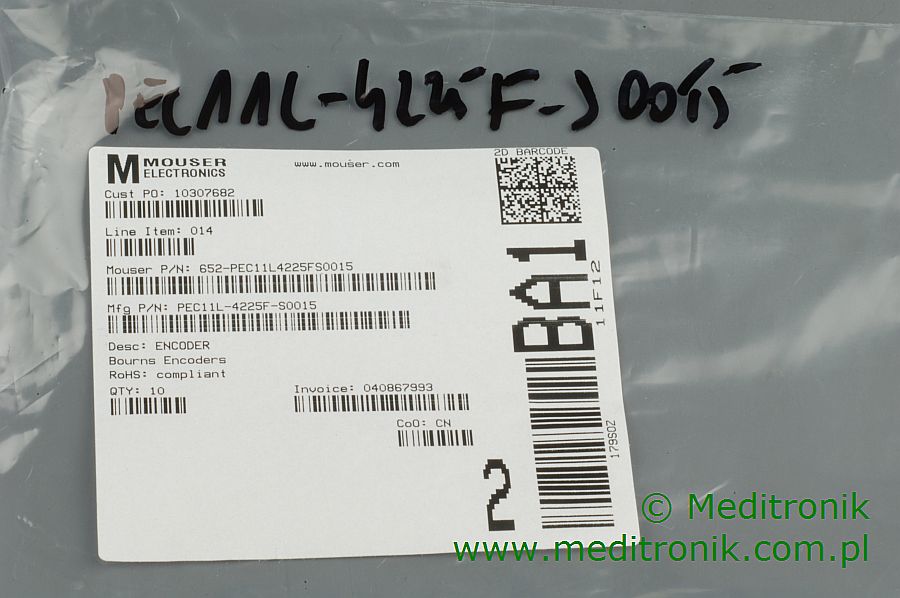 PEC11L-4225F-S0015
MOUSER
ELECTRONICS
www.mouser.com
2D BARCODE
Cust PO: 10307682
Line Item: 014
Mouser P/N: 652-PEC11L4225FS0015
Mfg P/N: PEC11L-4225F-S0015
Desc: ENCODER
Bourns Encoders
RoHS: compliant
QTY: 10
Invoice: 040867993
CoO: CN
BA1
11F12
179S0Z
2
© Meditronik
www.meditronik.com.pl